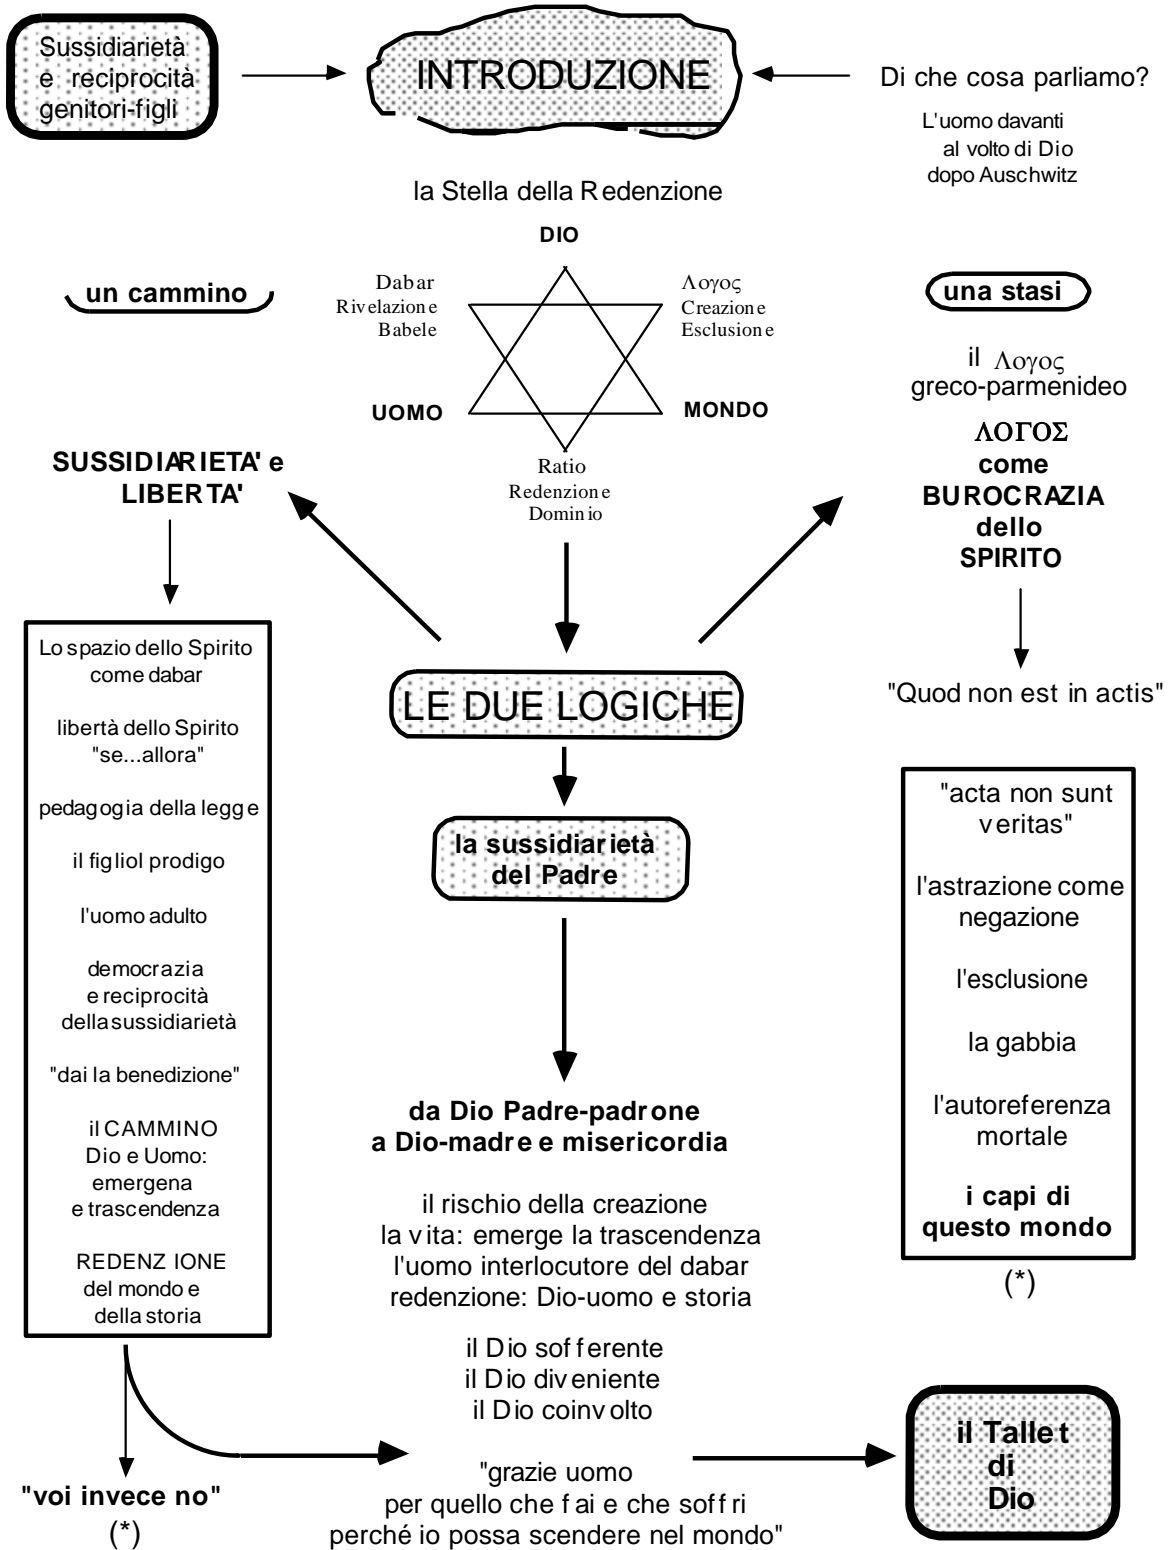 Sussidiarietà
e reciprocità
genitori-figli
INTRODUZIONE
Di che cosa parliamo?
L'uomo davanti
al volto di Dio
dopo Auschwitz
la Stella della Redenzione
DIO
un cammino
Dabar
Rivelazione
Babele
Λογος
Creazione
Esclusione
una stasi
UOMO
MONDO
il Λογος
greco-parmenideo
Ratio
Redenzione
Dominio
SUSSIDIARIETA' e
LIBERTA'
ΛΟΓΟΣ
come
BUROCRAZIA
dello
SPIRITO
Lo spazio dello Spirito
come dabar
libertà dello Spirito
"se...allora"
pedagogia della legge
il figliol prodigo
l'uomo adulto
democrazia
e reciprocità
della sussidiarietà
"dai la benedizione"
il CAMMINO
Dio e Uomo:
emergena
e trascendenza
REDENZIONE
del mondo e
della storia
"voi invece no"
(*)
LE DUE LOGICHE
la sussidiarietà
del Padre
da Dio Padre-padrone
a Dio-madre e misericordia
il rischio della creazione
la vita: emerge la trascendenza
l'uomo interlocutore del dabar
redenzione: Dio-uomo e storia
il Dio sofferente
il Dio diveniente
il Dio coinvolto
"grazie uomo
per quello che fai e che soffri
perché io possa scendere nel mondo"
"Quod non est in actis"
"acta non sunt
veritas"
l'astrazione come
negazione
l'esclusione
la gabbia
l'autoreferenza
mortale
i capi di
questo mondo
(*)
il Tallet
di
Dio